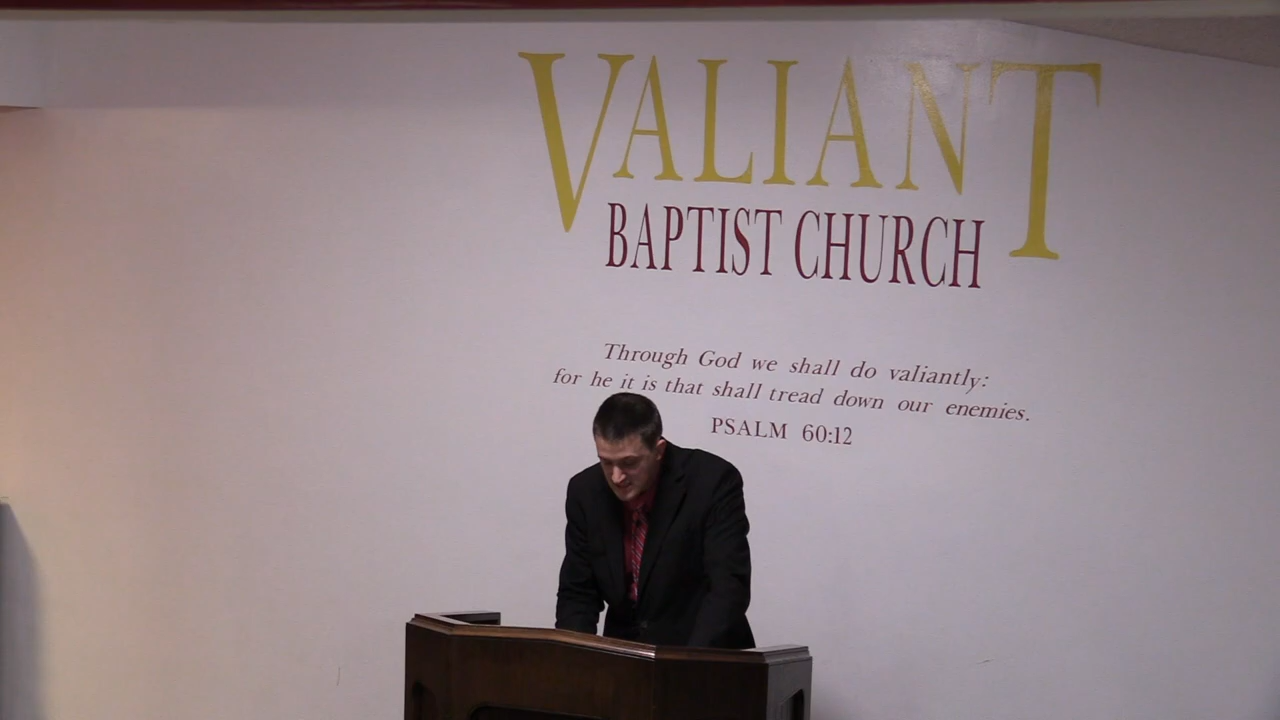 VALIANT
BAPTIST CHURCH
Through God we shall do valiantly:
for he it is that shall tread down our enemies.
PSALM 60:12